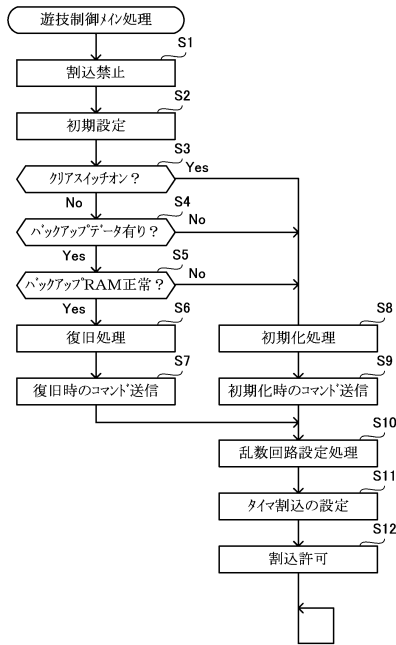 遊技制御ﾒｲﾝ処理
S1
割込禁止
S2
初期設定
S3
ｸﾘｱｽｲｯﾁｵﾝ？
Yes
No
S4
ﾊﾞｯｸｱｯﾌﾟﾃﾞｰﾀ有り？
No
Yes
S5
ﾊﾞｯｸｱｯﾌﾟRAM正常？
No
Yes
S6
復旧処理
S8
初期化処理
S7
復旧時のｺﾏﾝﾄﾞ送信
S9
初期化時のｺﾏﾝﾄﾞ送信
S10
乱数回路設定処理
S11
ﾀｲﾏ割込の設定
S12
割込許可